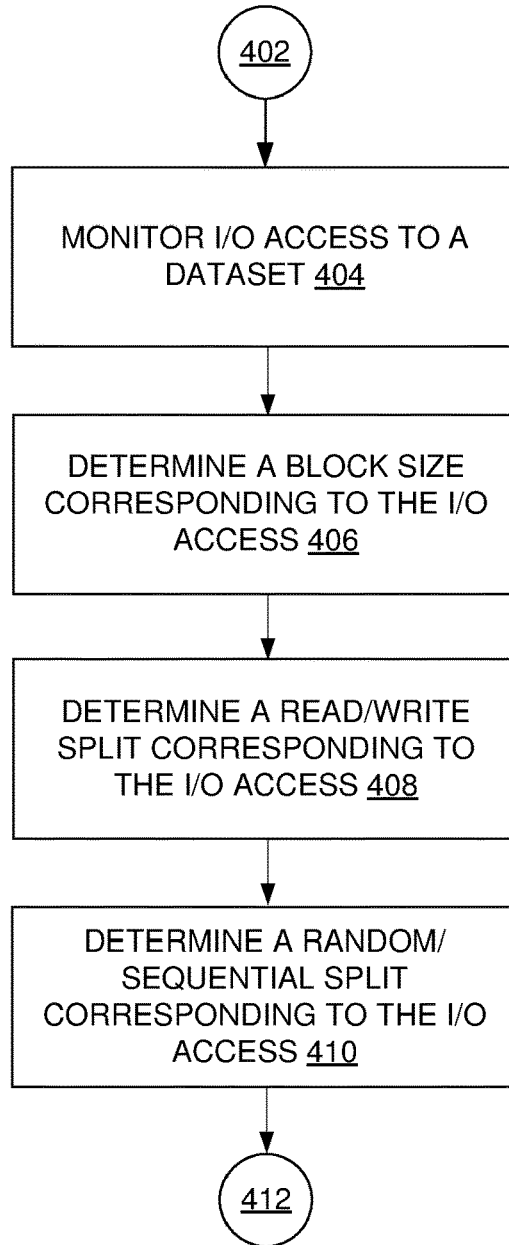 402
MONITOR I/O ACCESS TO A
DATASET 404
DETERMINE A BLOCK SIZE
CORRESPONDING TO THE I/O
ACCESS 406
DETERMINE A READ/WRITE
SPLIT CORRESPONDING TO
THE I/O ACCESS 408
DETERMINE A RANDOM/
SEQUENTIAL SPLIT
CORRESPONDING TO THE I/O
ACCESS 410
412